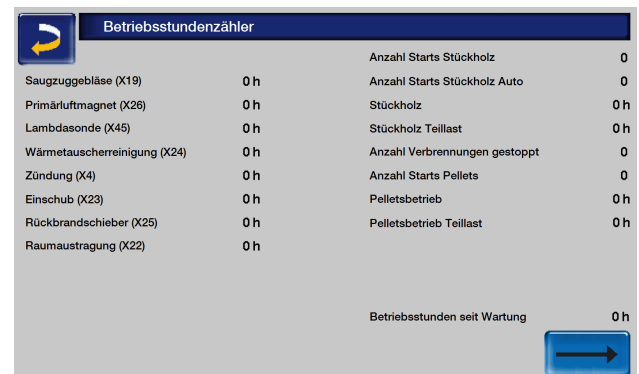 Betriebsstundenzähler
Saugzuggebläse (X19) 0 h
Primärluftmagnet (X26) 0 h
Lambdasonde (X45) 0 h
Wärmetauscherreinigung (X24) 0 h
Zündung (X4) 0 h
Einschub (X23) 0 h
Rückbrandschieber (X25) 0 h
Raumaustragung (X22) 0 h
Anzahl Starts Stückholz 0
Anzahl Starts Stückholz Auto 0
Stückholz 0 h
Stückholz Teillast 0 h
Anzahl Verbrennungen gestoppt 0
Anzahl Starts Pellets 0
Pelletsbetrieb 0 h
Pelletsbetrieb Teillast 0 h
Betriebsstunden seit Wartung 0 h